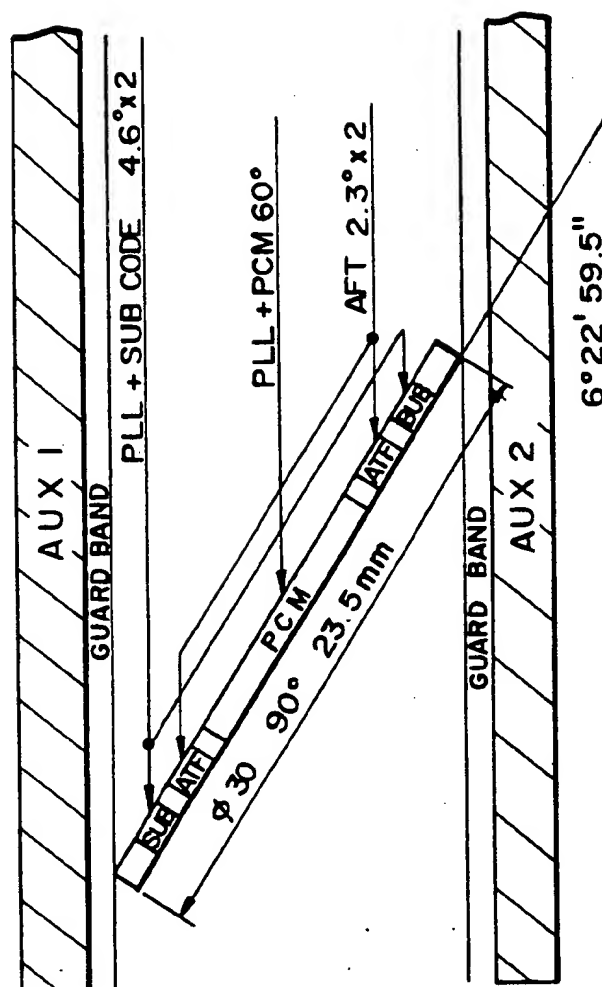 AUX 1
GUARD BAND
PLL + SUB CODE 4.6°x2
PLL + PCM 60°
AFT 2.3°x2
SUB
ATF
PCM
ATF
BUB
ø 30 90° 23.5mm
GUARD BAND
AUX 2
6°22'59.5"